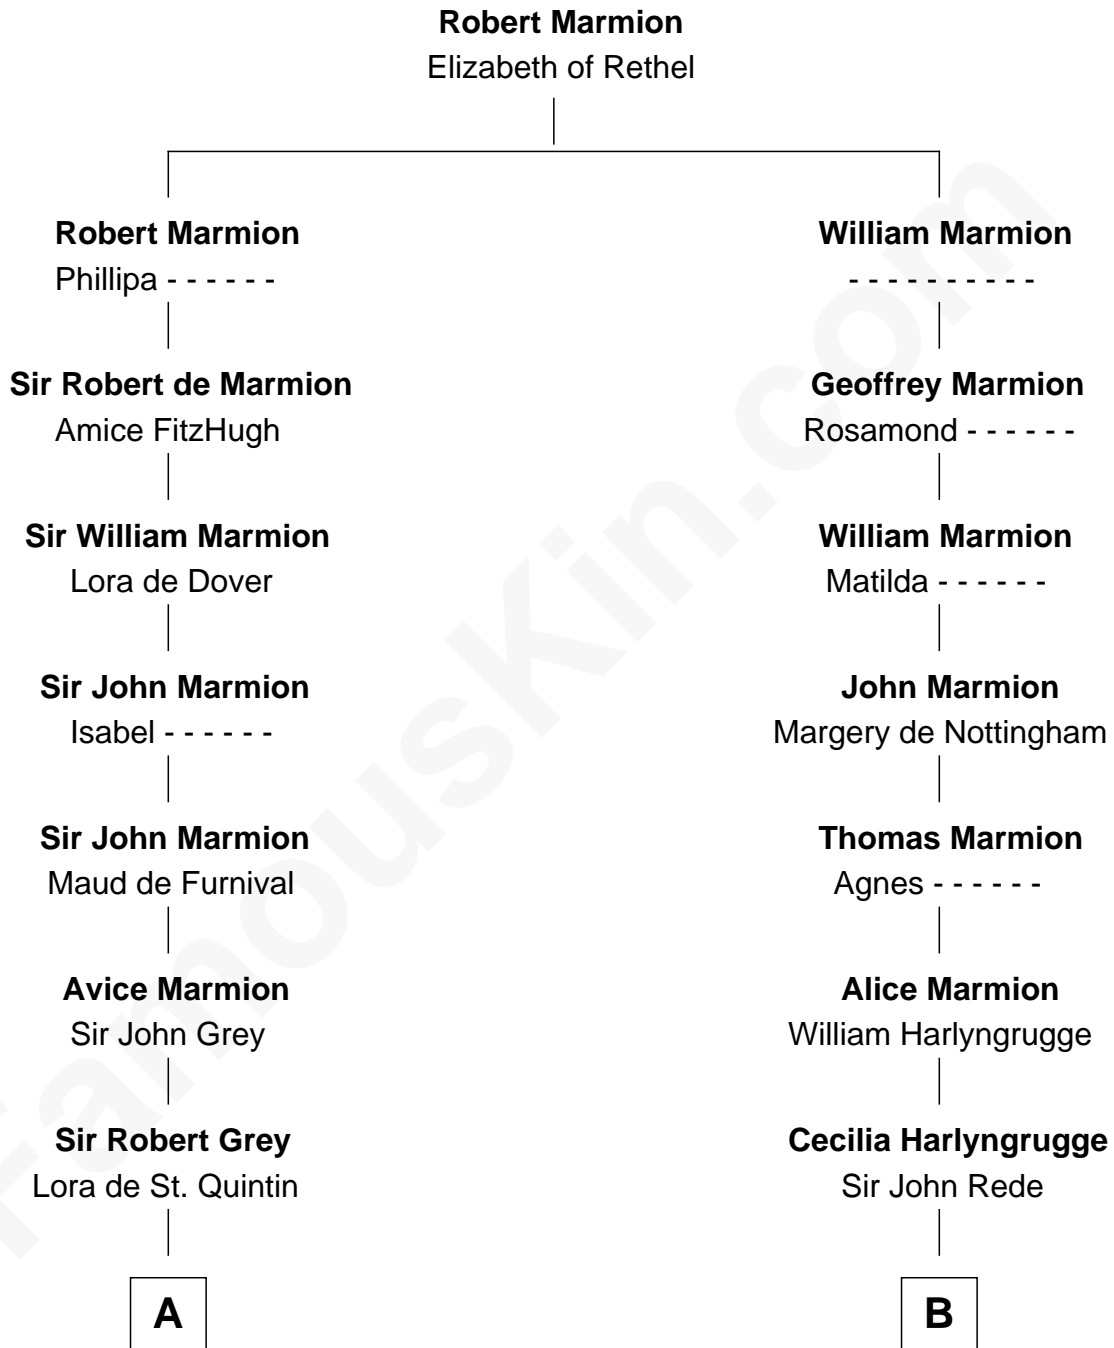 Robert Marmion
Elizabeth of Rethel
Robert Marmion
Phillipa - - - - - -
William Marmion
- - - - - - - - - -
Sir Robert de Marmion
Amice FitzHugh
Geoffrey Marmion
Rosamond - - - - - -
Sir William Marmion
Lora de Dover
William Marmion
Matilda - - - - - -
Sir John Marmion
Isabel - - - - - -
John Marmion
Margery de Nottingham
Sir John Marmion
Maud de Furnival
Thomas Marmion
Agnes - - - - - -
Avice Marmion
Sir John Grey
Alice Marmion
William Harlyngrugge
Sir Robert Grey
Lora de St. Quintin
Cecilia Harlyngrugge
Sir John Rede
A
B
FamousKin.com